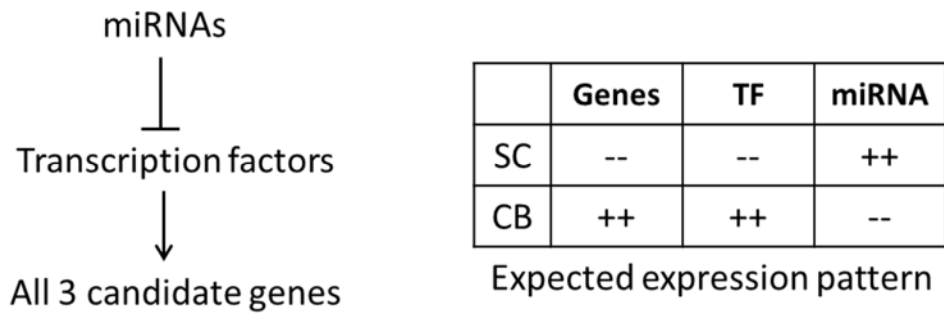 miRNAs
Transcription factors
All 3 candidate genes
Genes TF miRNA
SC -- -- ++
CB ++ ++ --
Expected expression pattern